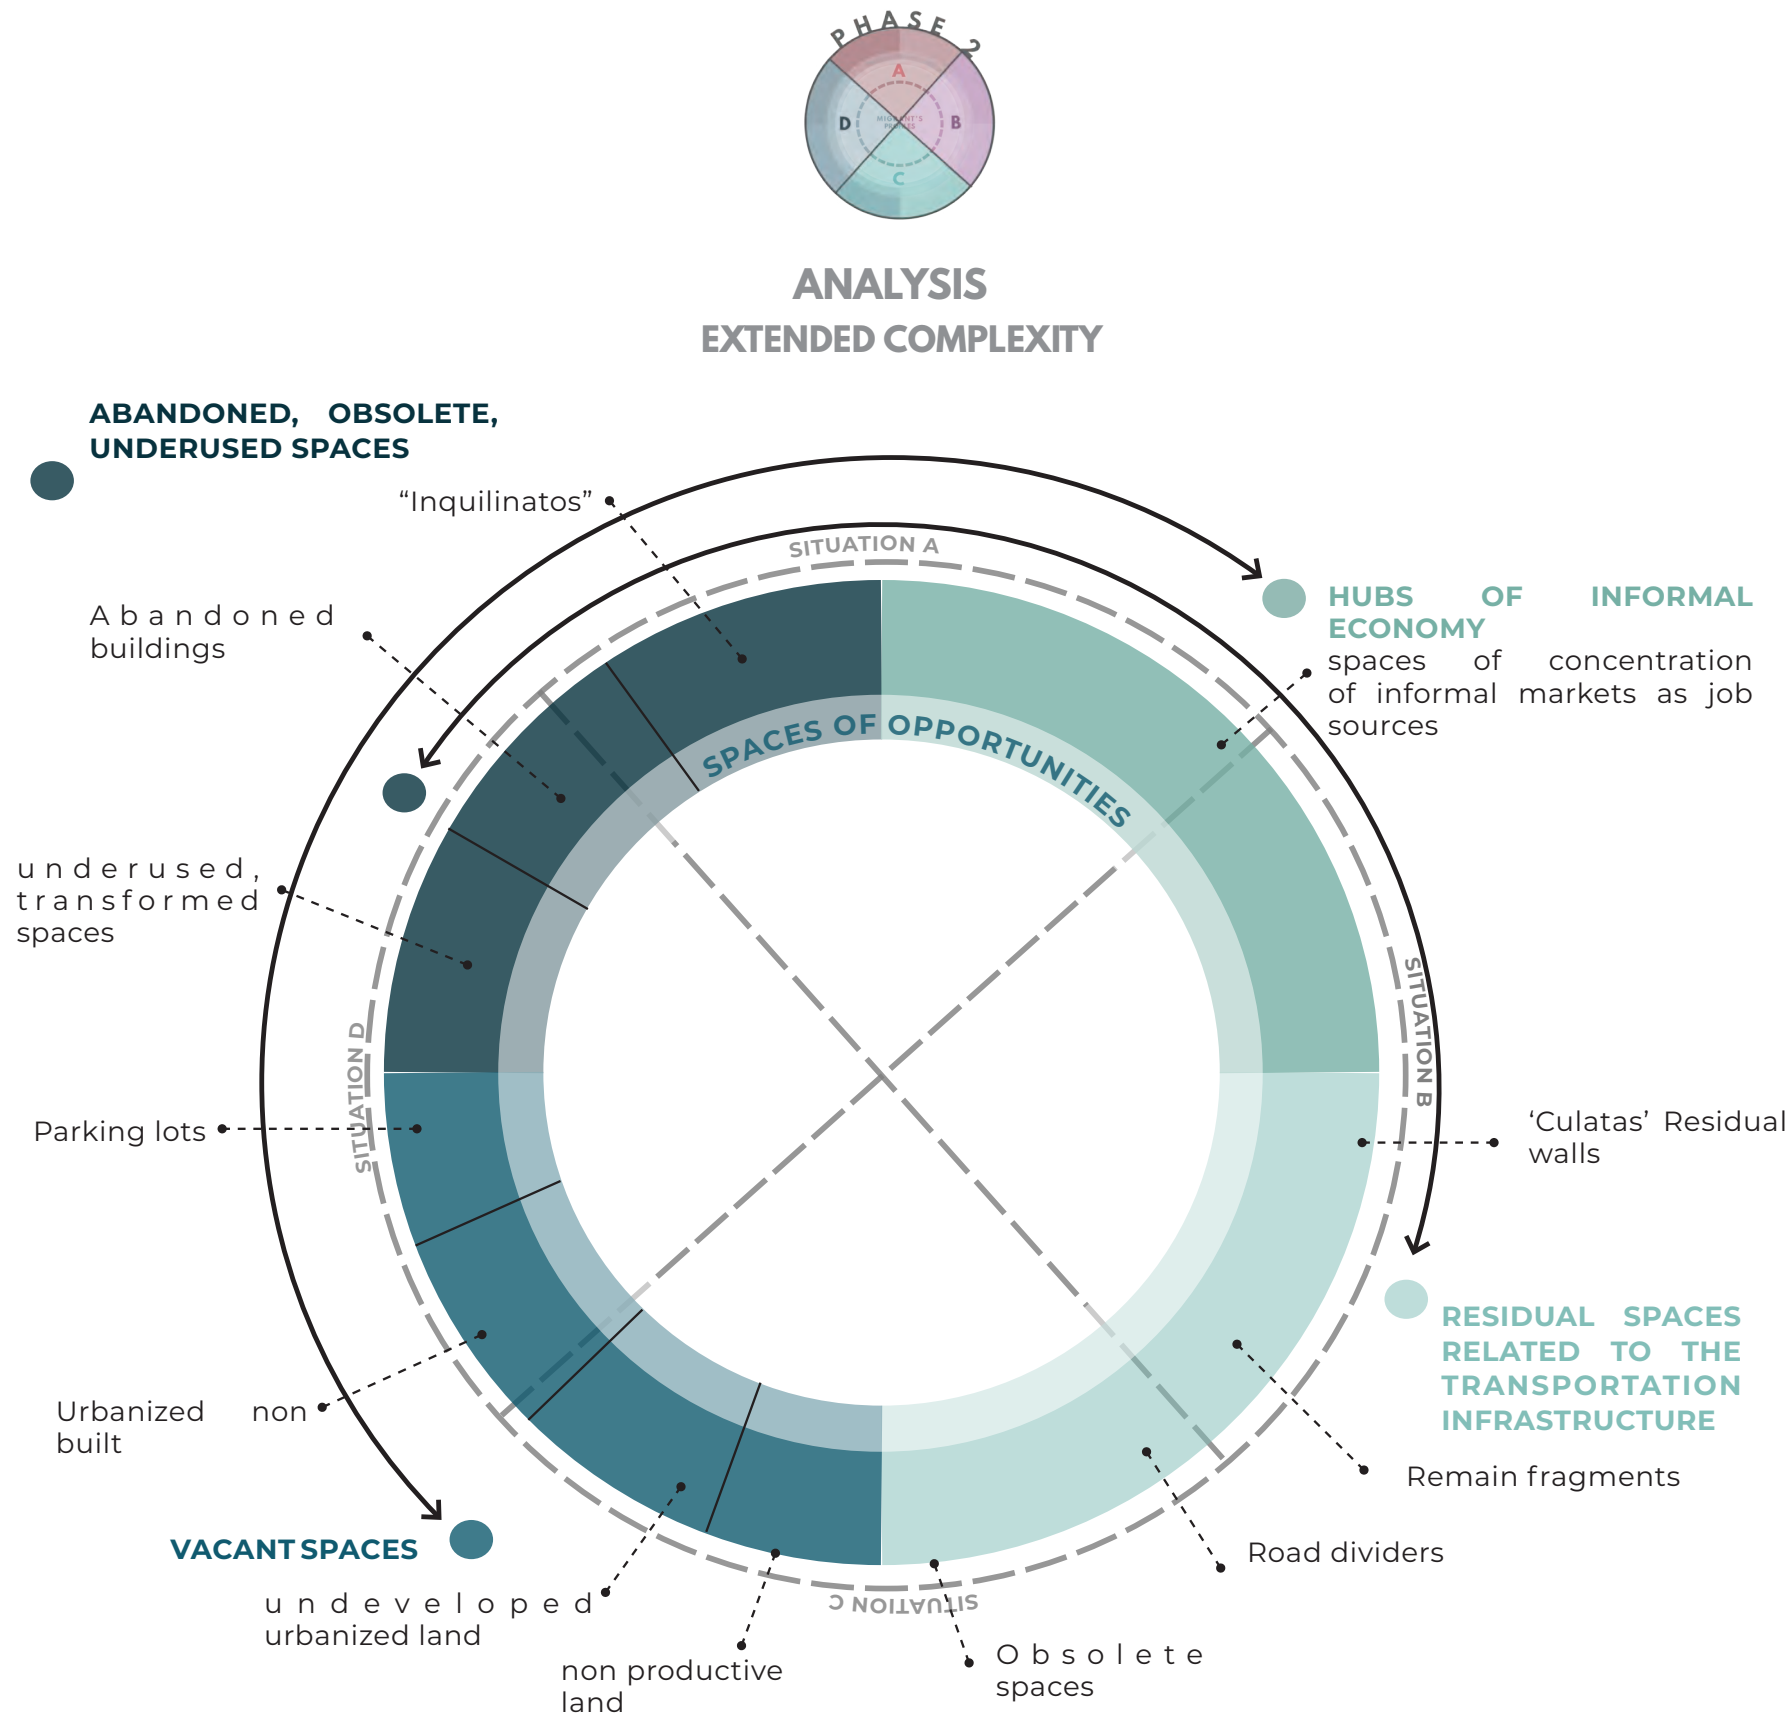 PHASE 2
A
D
MIGRANT'S
B
C
ANALYSIS
EXTENDED COMPLEXITY
ABANDONED, OBSOLETE,
UNDERUSED SPACES
“Inquilinatos”
SITUATION A
Abandoned
buildings
HUBS OF INFORMAL
ECONOMY
spaces of concentration
of informal markets as job
sources
SPACES OF OPPORTUNITIES
underused,
transformed
spaces
SITUATION B
SITUATION D
Parking lots
‘Culatas’ Residual
walls
RESIDUAL SPACES
RELATED TO THE
TRANSPORTATION
INFRASTRUCTURE
Urbanized non
built
Remain fragments
VACANT SPACES
Road dividers
undeveloped
urbanized land
SITUATION C
non productive
land
Obsolete
spaces